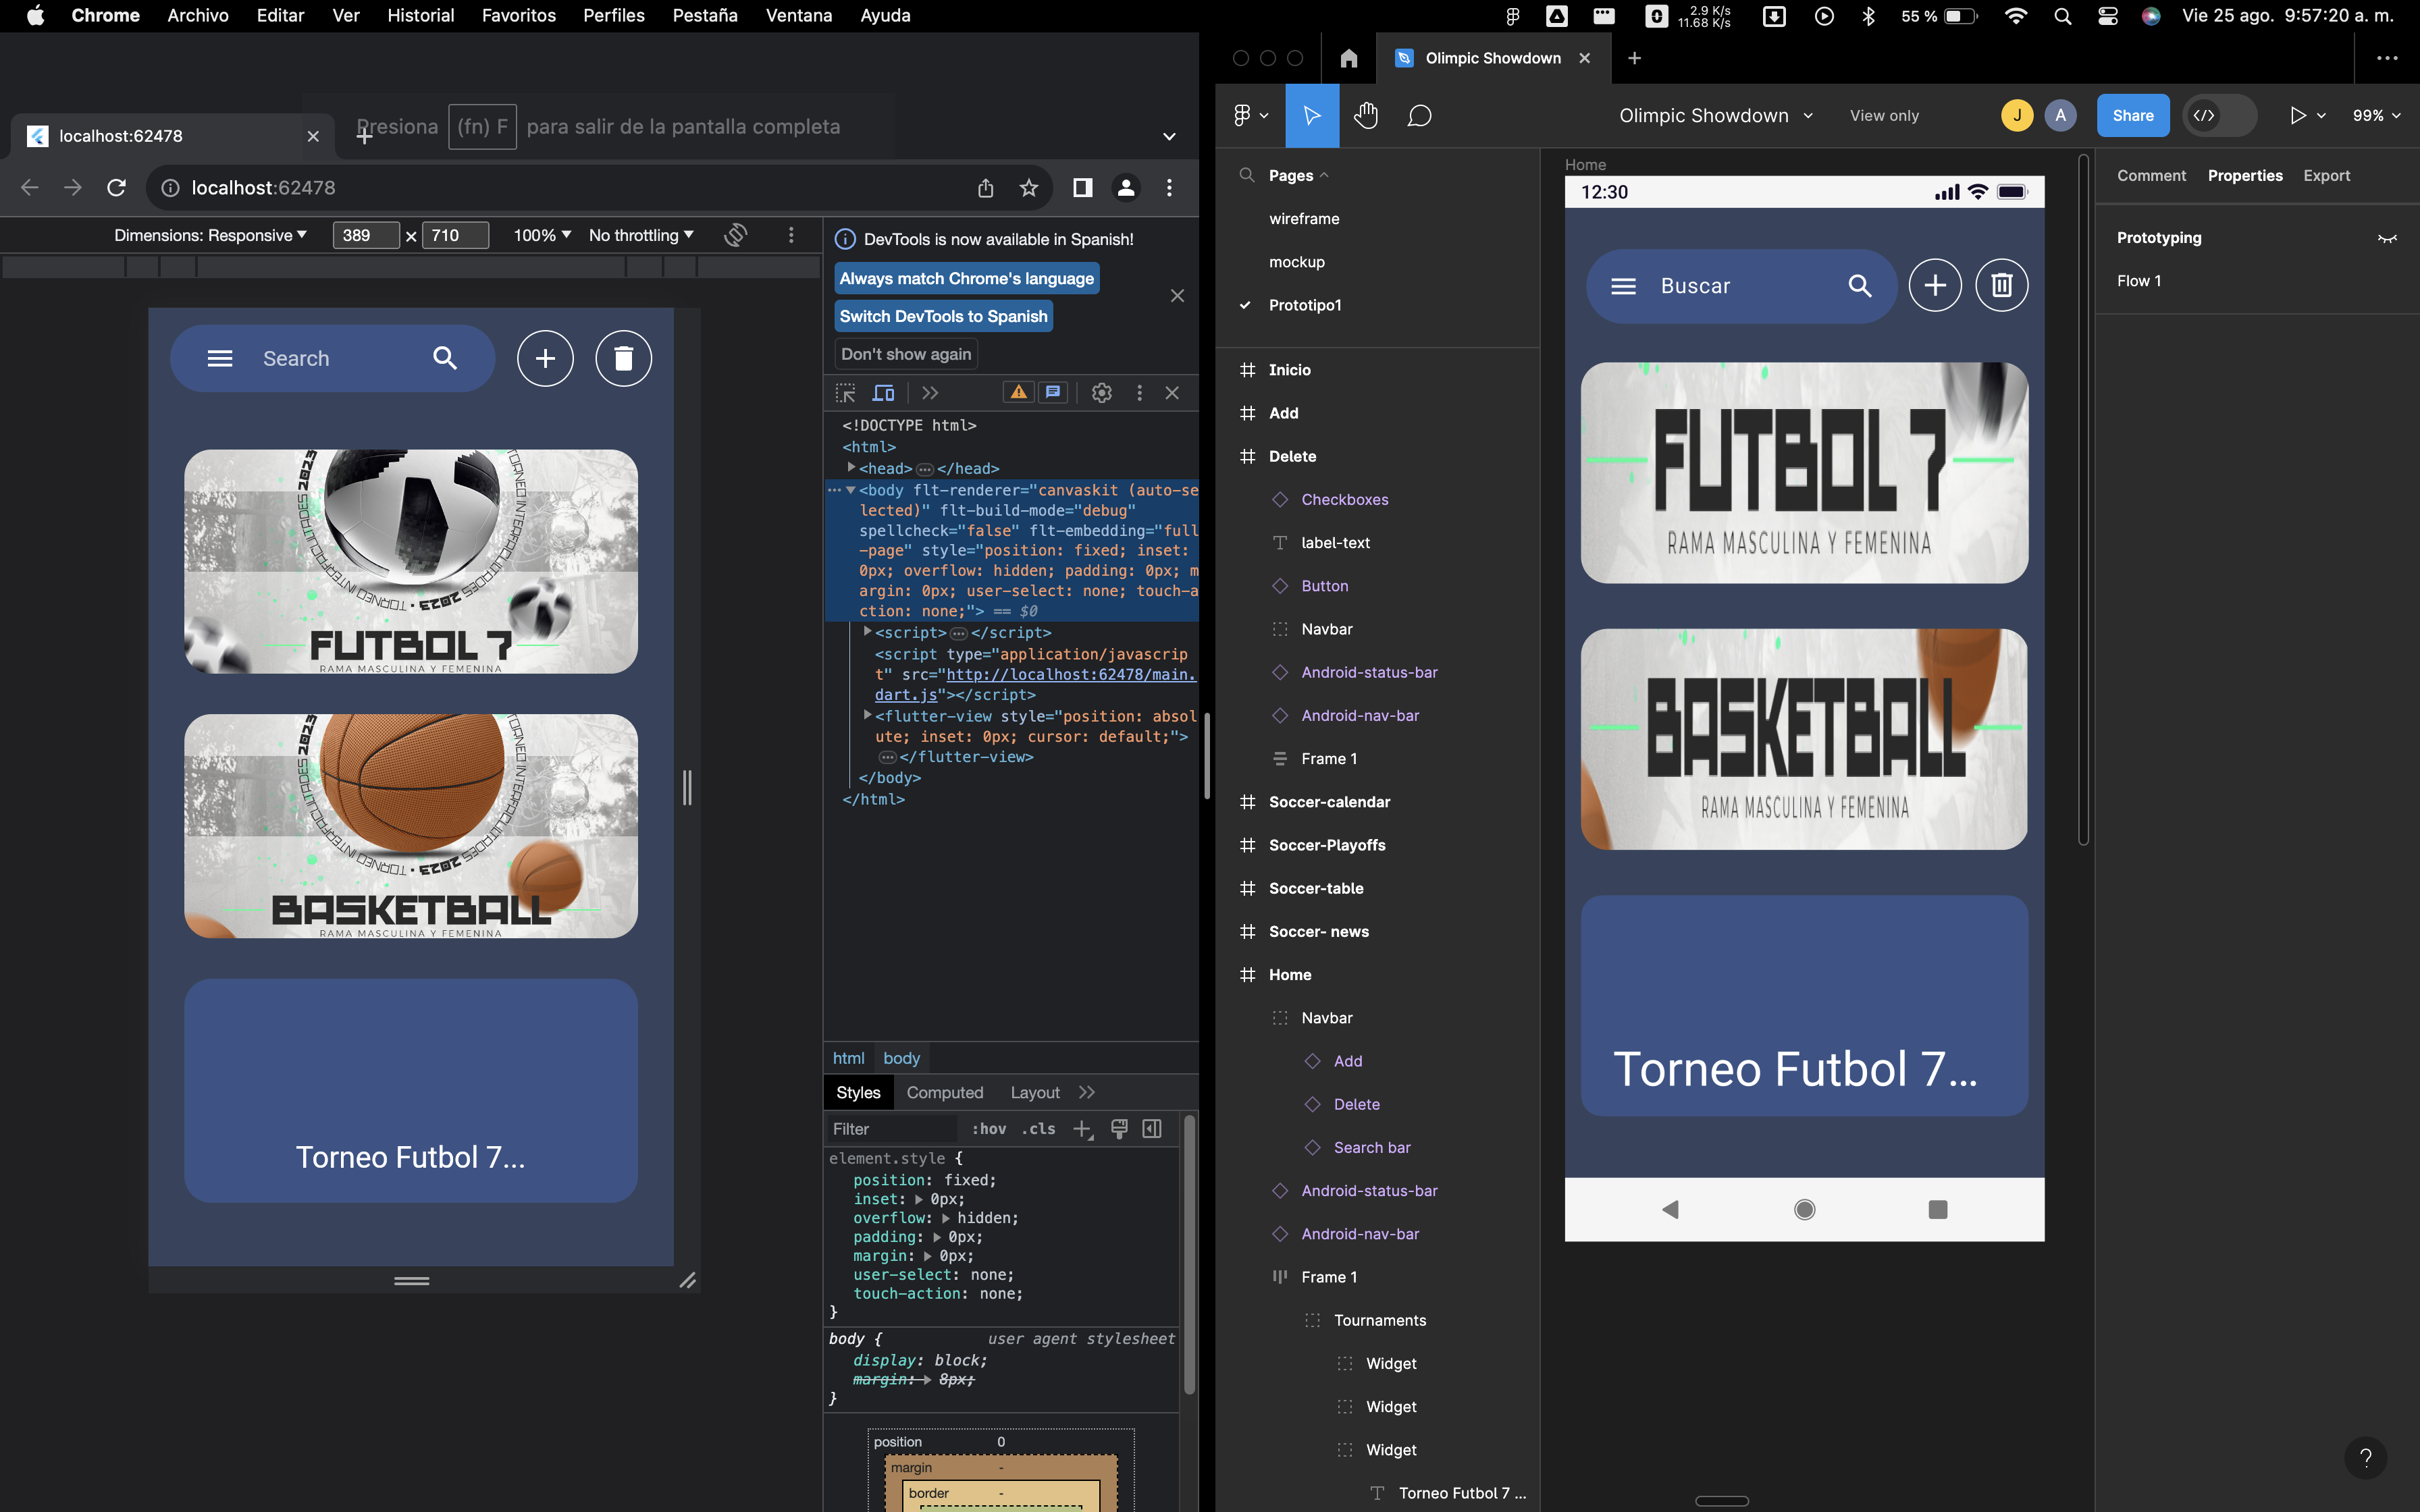 Chrome Archivo Editar Ver Historial Favoritos Perfiles Pestaña Ventana Ayuda
2.9 K/s
11.68 K/s
55 % Vie 25 ago. 9:57:20 a. m.
localhost:62478
Presiona (fn) F para salir de la pantalla completa
localhost:62478
Dimensions: Responsive 389 × 710 100% No throttling
Search
TORNEO INTERFACULTADES 2023 • TORNEO INTERFACULTADES 2023
FUTBOL 7
RAMA MASCULINA Y FEMENINA
TORNEO INTERFACULTADES 2023 • TORNEO INTERFACULTADES 2023
BASKETBALL
RAMA MASCULINA Y FEMENINA
Torneo Futbol 7...
DevTools is now available in Spanish!
Always match Chrome's language
Switch DevTools to Spanish
Don't show again
<!DOCTYPE html>
<html>
<head> ⋯ </head>
<body flt-renderer="canvaskit (auto-se
lected)" flt-build-mode="debug"
spellcheck="false" flt-embedding="full
-page" style="position: fixed; inset:
0px; overflow: hidden; padding: 0px; m
argin: 0px; user-select: none; touch-a
ction: none;"> == $0
<script> ⋯ </script>
<script type="application/javascrip
t" src="http://localhost:62478/main.
dart.js"></script>
<flutter-view style="position: absol
ute; inset: 0px; cursor: default;">
⋯ </flutter-view>
</body>
</html>
html body
Styles Computed Layout
Filter :hov .cls
element.style {
position: fixed;
inset: 0px;
overflow: hidden;
padding: 0px;
margin: 0px;
user-select: none;
touch-action: none;
}
body { user agent stylesheet
display: block;
margin: 8px;
}
position 0
margin -
border -
Olimpic Showdown
Olimpic Showdown View only J A Share 99%
Pages
wireframe
mockup
Prototipo1
Inicio
Add
Delete
Checkboxes
label-text
Button
Navbar
Android-status-bar
Android-nav-bar
Frame 1
Soccer-calendar
Soccer-Playoffs
Soccer-table
Soccer- news
Home
Navbar
Add
Delete
Search bar
Android-status-bar
Android-nav-bar
Frame 1
Tournaments
Widget
Widget
Widget
Torneo Futbol 7 ...
Home
12:30
Buscar
FUTBOL 7
RAMA MASCULINA Y FEMENINA
BASKETBALL
RAMA MASCULINA Y FEMENINA
Torneo Futbol 7...
Comment Properties Export
Prototyping
Flow 1
?